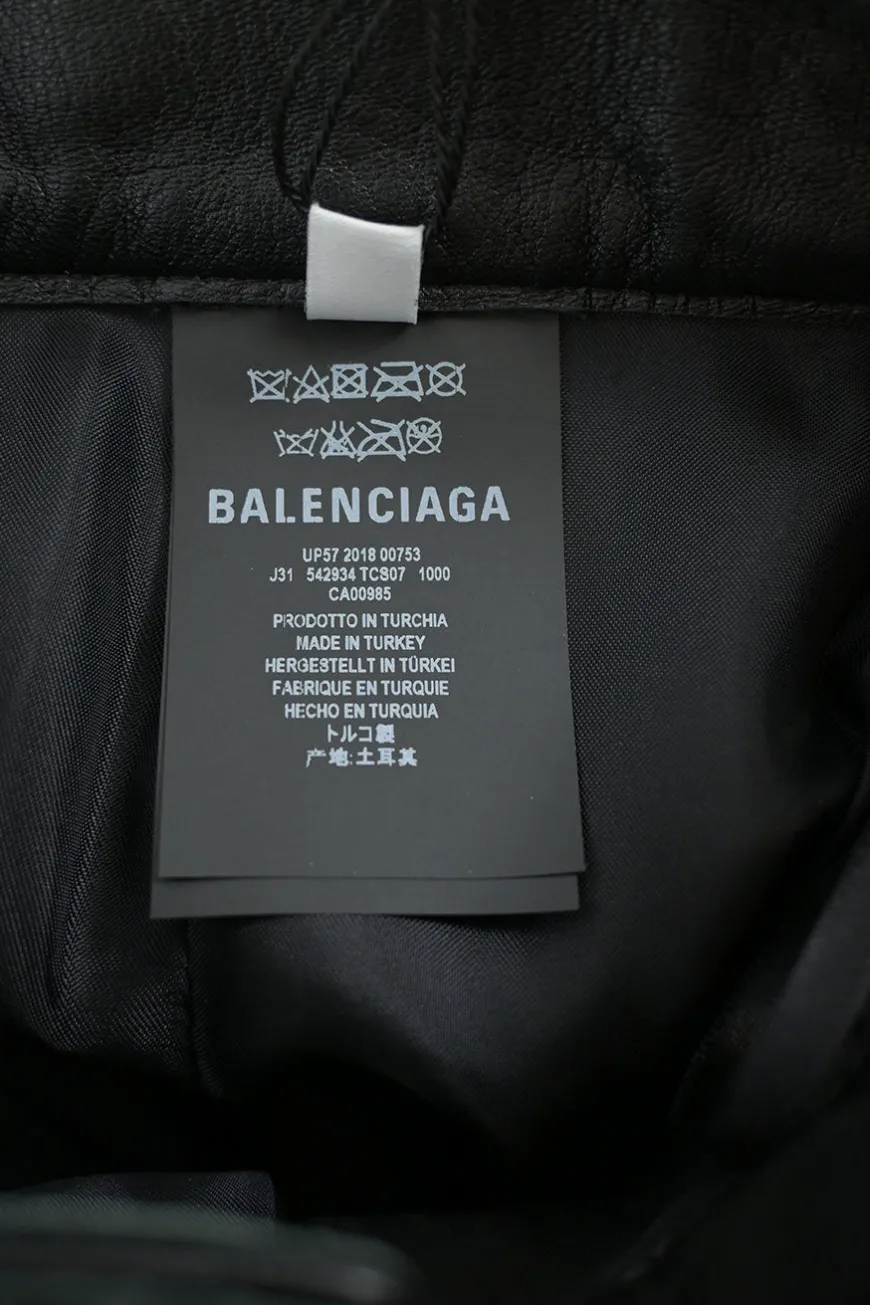 BALENCIAGA
UP57 2018 00753
J31 542934 TCS07 1000
CA00985
PRODOTTO IN TURCHIA
MADE IN TURKEY
HERGESTELLT IN TÜRKEI
FABRIQUE EN TURQUIE
HECHO EN TURQUIA
トルコ製
产地:土耳其